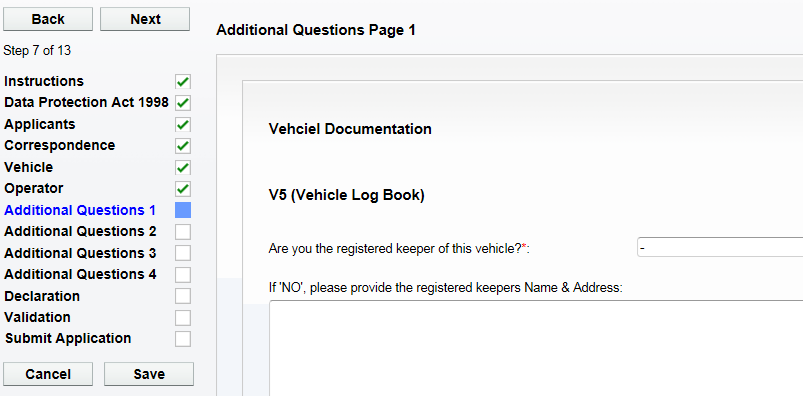 Back Next
Step 7 of 13
Instructions
Data Protection Act 1998
Applicants
Correspondence
Vehicle
Operator
Additional Questions 1
Additional Questions 2
Additional Questions 3
Additional Questions 4
Declaration
Validation
Submit Application
Cancel Save
Additional Questions Page 1
Vehciel Documentation
V5 (Vehicle Log Book)
Are you the registered keeper of this vehicle?*: -
If 'NO', please provide the registered keepers Name & Address: